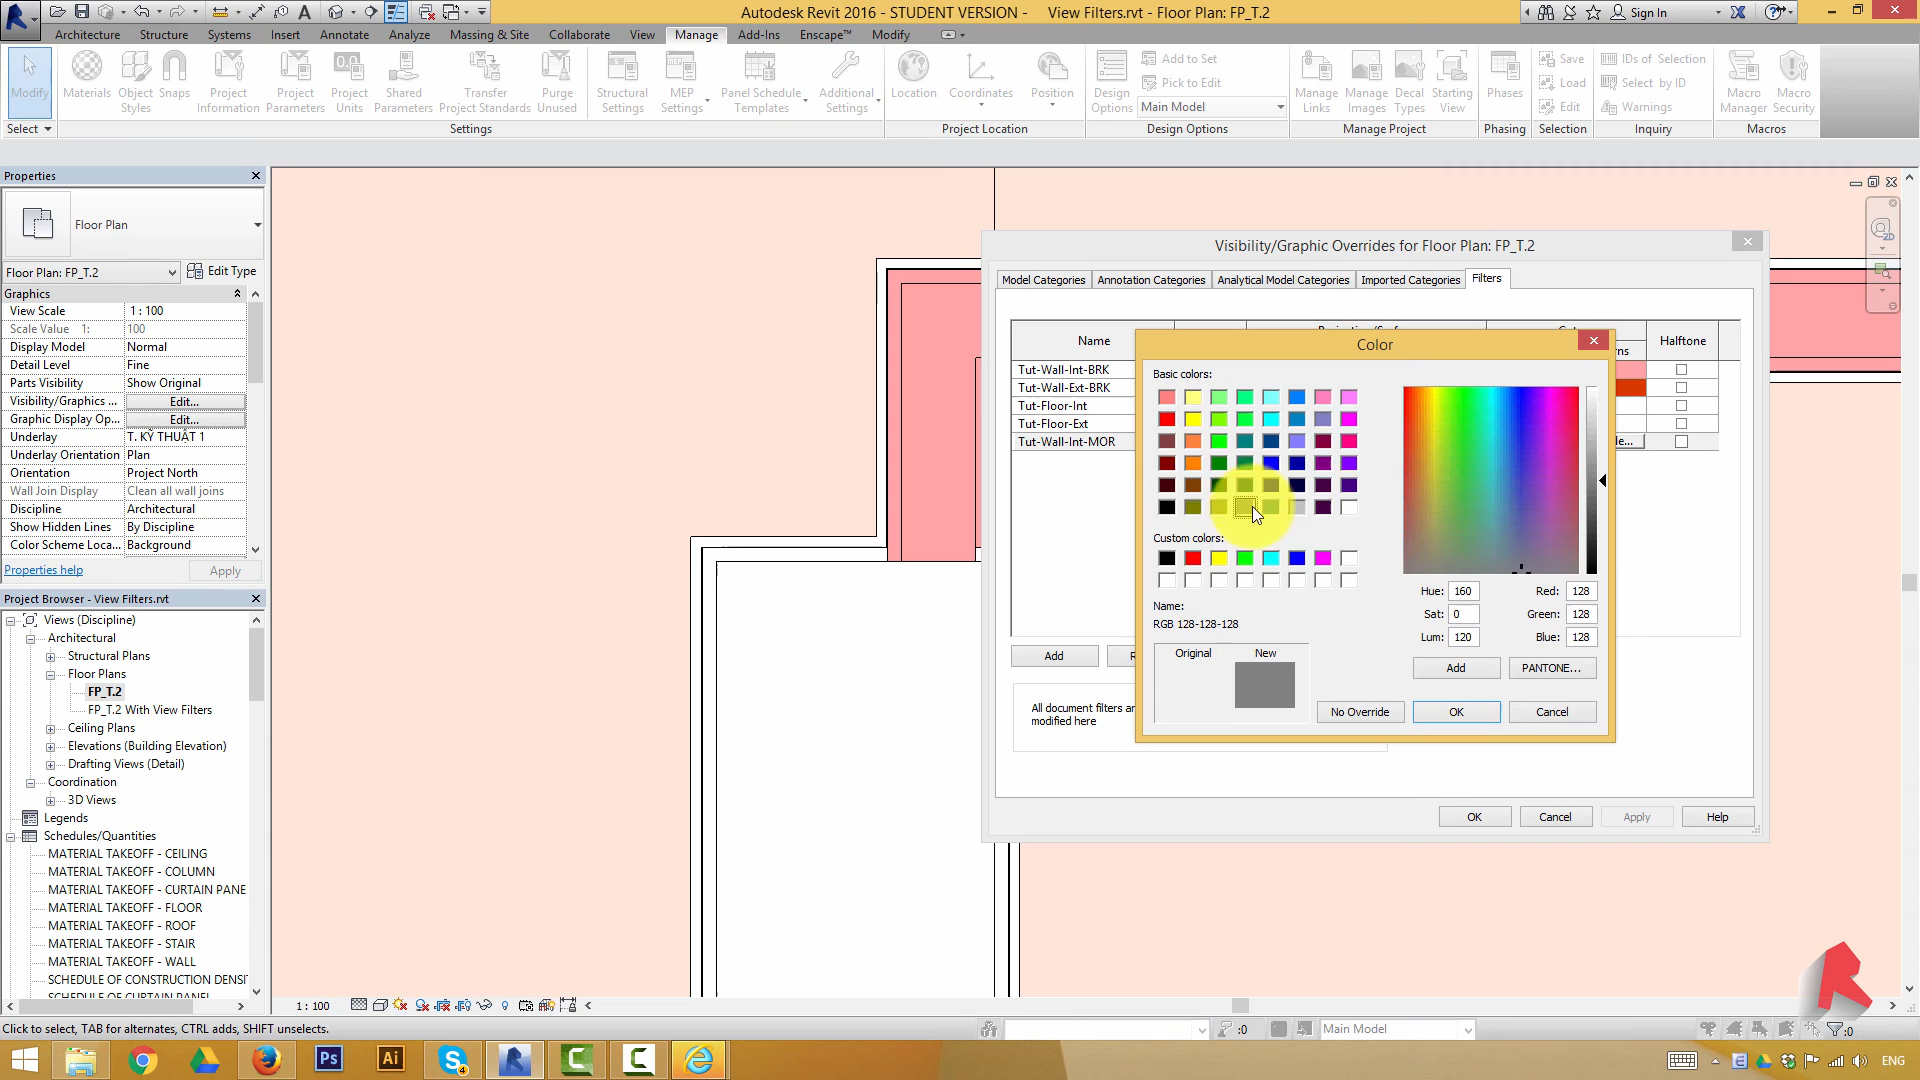 Autodesk Revit 2016 - STUDENT VERSION - View Filters.rvt - Floor Plan: FP_T.2
Sign In
Architecture Structure Systems Insert Annotate Analyze Massing & Site Collaborate View Manage Add-Ins Enscape™ Modify
Modify
Materials
Object Styles
Snaps
Project Information
Project Parameters
Project Units
Shared Parameters
Transfer Project Standards
Purge Unused
Structural Settings
MEP Settings
Panel Schedule Templates
Additional Settings
Location
Coordinates
Position
Design Options
Add to Set
Pick to Edit
Main Model
Manage Links
Manage Images
Decal Types
Starting View
Phases
Save
Load
Edit
IDs of Selection
Select by ID
Warnings
Macro Manager
Macro Security
Select
Settings
Project Location
Design Options
Manage Project
Phasing
Selection
Inquiry
Macros
Properties
Floor Plan
Floor Plan: FP_T.2
Edit Type
Graphics
View Scale 1 : 100
Scale Value 1: 100
Display Model Normal
Detail Level Fine
Parts Visibility Show Original
Visibility/Graphics ... Edit...
Graphic Display Op... Edit...
Underlay T. KỸ THUẬT 1
Underlay Orientation Plan
Orientation Project North
Wall Join Display Clean all wall joins
Discipline Architectural
Show Hidden Lines By Discipline
Color Scheme Loca... Background
Properties help
Apply
Project Browser - View Filters.rvt
Views (Discipline)
Architectural
Structural Plans
Floor Plans
FP_T.2
FP_T.2 With View Filters
Ceiling Plans
Elevations (Building Elevation)
Drafting Views (Detail)
Coordination
3D Views
Legends
Schedules/Quantities
MATERIAL TAKEOFF - CEILING
MATERIAL TAKEOFF - COLUMN
MATERIAL TAKEOFF - CURTAIN PANE
MATERIAL TAKEOFF - FLOOR
MATERIAL TAKEOFF - ROOF
MATERIAL TAKEOFF - STAIR
MATERIAL TAKEOFF - WALL
SCHEDULE OF CONSTRUCTION DENSI
SCHEDULE OF CURTAIN PANEL
Visibility/Graphic Overrides for Floor Plan: FP_T.2
Model Categories Annotation Categories Analytical Model Categories Imported Categories Filters
Name
Halftone
Tut-Wall-Int-BRK
Tut-Wall-Ext-BRK
Tut-Floor-Int
Tut-Floor-Ext
Tut-Wall-Int-MOR
Add
All document filters ar
modified here
OK Cancel Apply Help
Color
Basic colors:
Custom colors:
Name:
RGB 128-128-128
Original New
Hue: 160 Red: 128
Sat: 0 Green: 128
Lum: 120 Blue: 128
Add PANTONE...
No Override OK Cancel
2D
1 : 100
Click to select, TAB for alternates, CTRL adds, SHIFT unselects.
:0
Main Model
:0
Ps
Ai
4
ENG